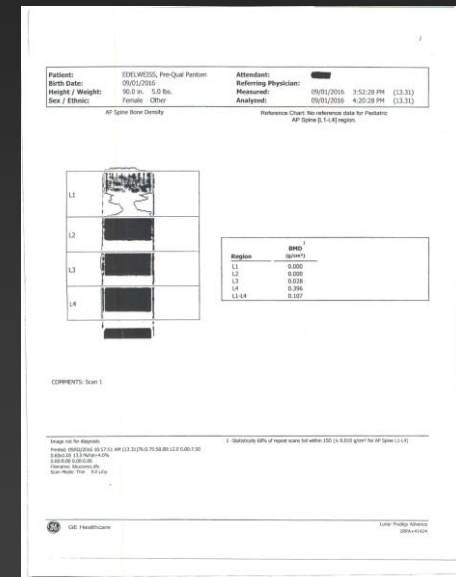 Patient: EDELWEISS, Pre-Qual Pantom Attendant:
Birth Date: 09/01/2016 Referring Physician:
Height / Weight: 90.0 in. 5.0 lbs. Measured: 09/01/2016 3:52:28 PM (13.31)
Sex / Ethnic: Female Other Analyzed: 09/01/2016 4:20:28 PM (13.31)
AP Spine Bone Density Reference Chart: No reference data for Pediatric
AP Spine [L1-L4] region.
L1
L2
L3
L4
1
BMD
Region (g/cm²)
L1 0.000
L2 0.000
L3 0.028
L4 0.396
L1-L4 0.107
COMMENTS: Scan 1
Image not for diagnosis 1 -Statistically 68% of repeat scans fall within 1SD (± 0.010 g/cm² for AP Spine L1-L4)
GE Healthcare Lunar Prodigy Advance